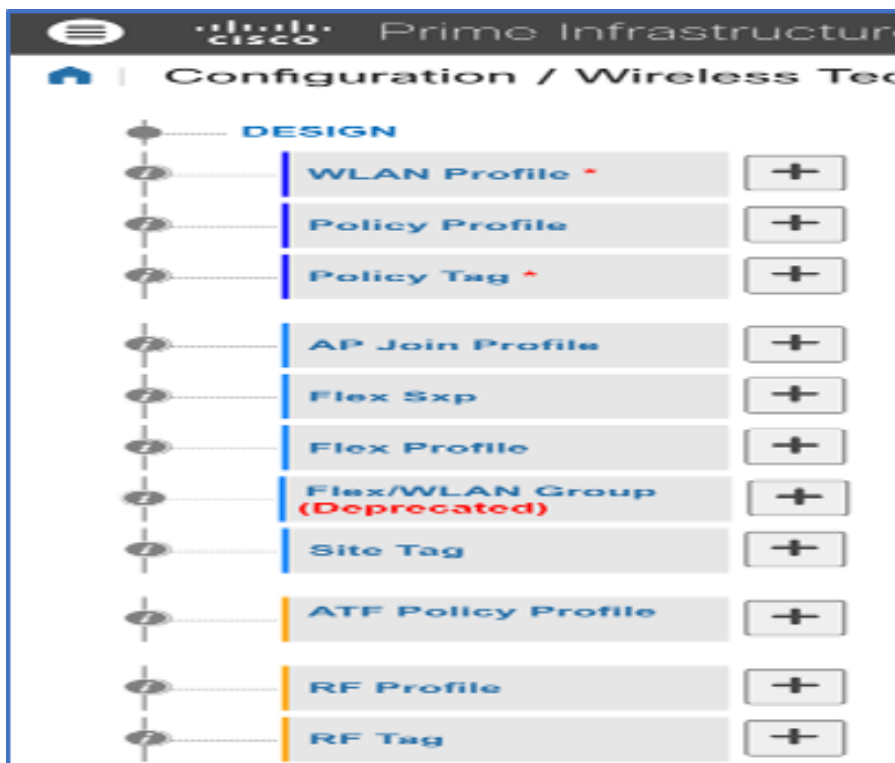 CISCO Prime Infrastructure
Configuration / Wireless Tec
DESIGN
WLAN Profile *
Policy Profile
Policy Tag *
AP Join Profile
Flex Sxp
Flex Profile
Flex/WLAN Group
(Deprecated)
Site Tag
ATF Policy Profile
RF Profile
RF Tag